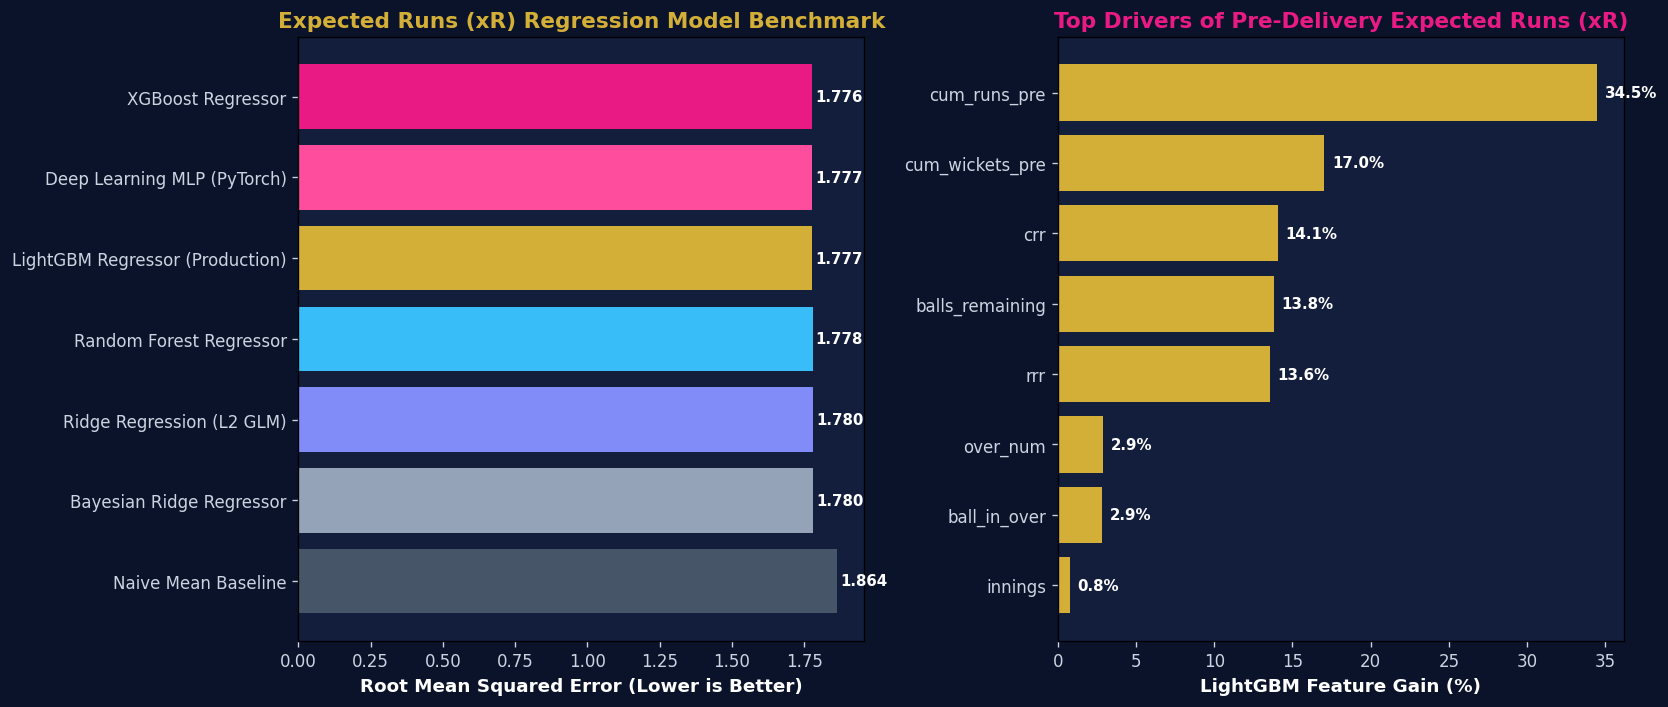 Expected Runs (xR) Regression Model Benchmark
XGBoost Regressor
1.776
Deep Learning MLP (PyTorch)
1.777
LightGBM Regressor (Production)
1.777
Random Forest Regressor
1.778
Ridge Regression (L2 GLM)
1.780
Bayesian Ridge Regressor
1.780
Naive Mean Baseline
1.864
0.00 0.25 0.50 0.75 1.00 1.25 1.50 1.75
Root Mean Squared Error (Lower is Better)
Top Drivers of Pre-Delivery Expected Runs (xR)
cum_runs_pre
34.5%
cum_wickets_pre
17.0%
crr
14.1%
balls_remaining
13.8%
rrr
13.6%
over_num
2.9%
ball_in_over
2.9%
innings
0.8%
0 5 10 15 20 25 30 35
LightGBM Feature Gain (%)